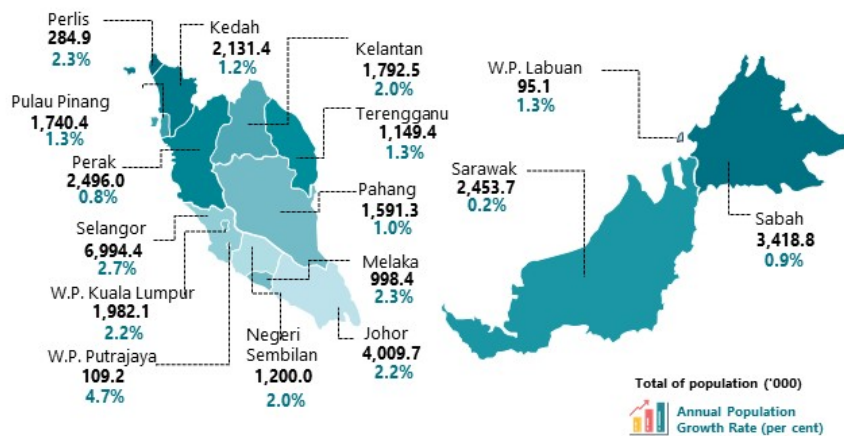 Perlis
284.9
2.3%
Kedah
2,131.4
1.2%
Kelantan
1,792.5
2.0%
Pulau Pinang
1,740.4
1.3%
Terengganu
1,149.4
1.3%
Perak
2,496.0
0.8%
Pahang
1,591.3
1.0%
Selangor
6,994.4
2.7%
Melaka
998.4
2.3%
W.P. Kuala Lumpur
1,982.1
2.2%
Negeri
Sembilan
1,200.0
2.0%
Johor
4,009.7
2.2%
W.P. Putrajaya
109.2
4.7%
W.P. Labuan
95.1
1.3%
Sarawak
2,453.7
0.2%
Sabah
3,418.8
0.9%
Total of population ('000)
Annual Population
Growth Rate (per cent)